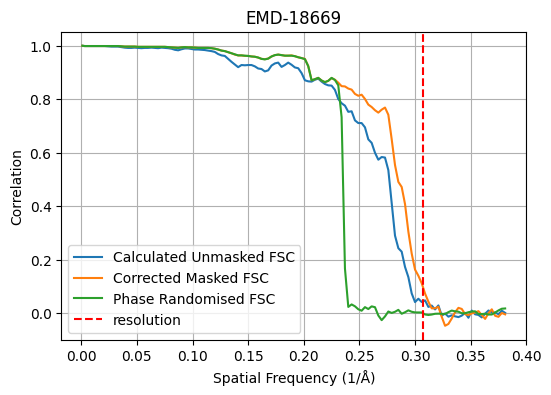 EMD-18669
1.0
0.8
0.6
0.4
0.2
0.0
Correlation
Calculated Unmasked FSC
Corrected Masked FSC
Phase Randomised FSC
resolution
0.00 0.05 0.10 0.15 0.20 0.25 0.30 0.35 0.40
Spatial Frequency (1/Å)